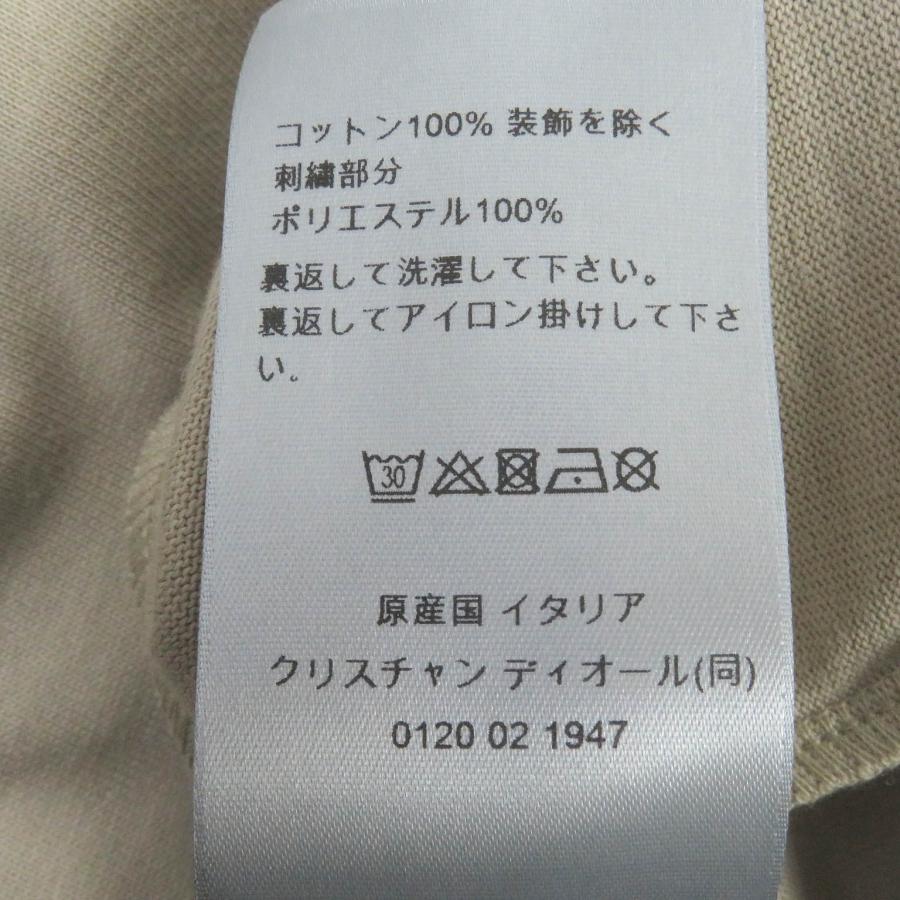 コットン100% 装飾を除く
刺繍部分
ポリエステル100%
裏返して洗濯して下さい。
裏返してアイロン掛けして下さ
い。
30
原産国 イタリア
クリスチャン ディオール(同)
0120 02 1947